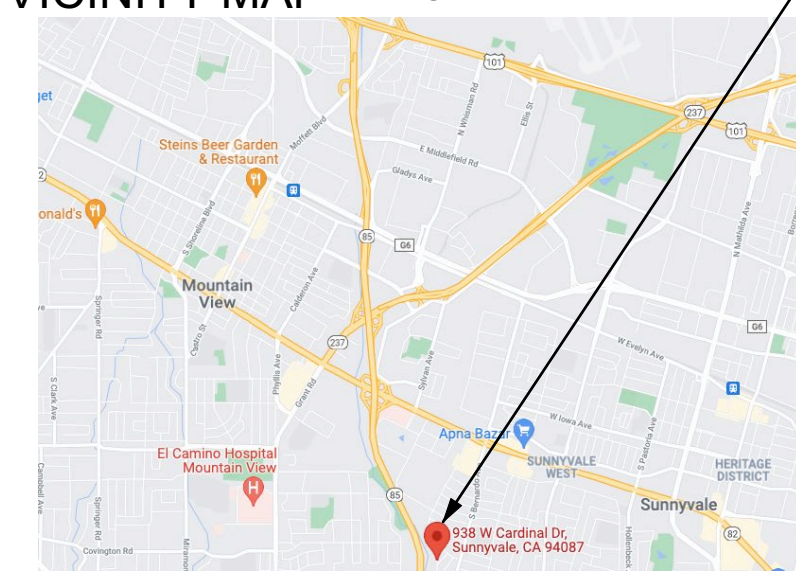 VICINITY MAP
101
237
101
get
Steins Beer Garden
& Restaurant
Moffett Blvd
N Whisman Rd
Ellis St
E Middlefield Rd
Gladys Ave
onald's
S Shoreline Blvd
N Mathilda Ave
85
G6
Mountain
View
Calderon Ave
Springer Rd
Castro St
237
G6
W Evelyn Ave
Sylvan Ave
Phyllis Ave
Grant Rd
S Clark Ave
W Iowa Ave
S Pastoria Ave
Apna Bazar
El Camino Hospital
Mountain View
SUNNYVALE
WEST
HERITAGE
DISTRICT
Campbell Ave
Springer Rd
85
S Bernardo
Sunnyvale
82
938 W Cardinal Dr,
Sunnyvale, CA 94087
Covington Rd
Miramon
Hollenbeck